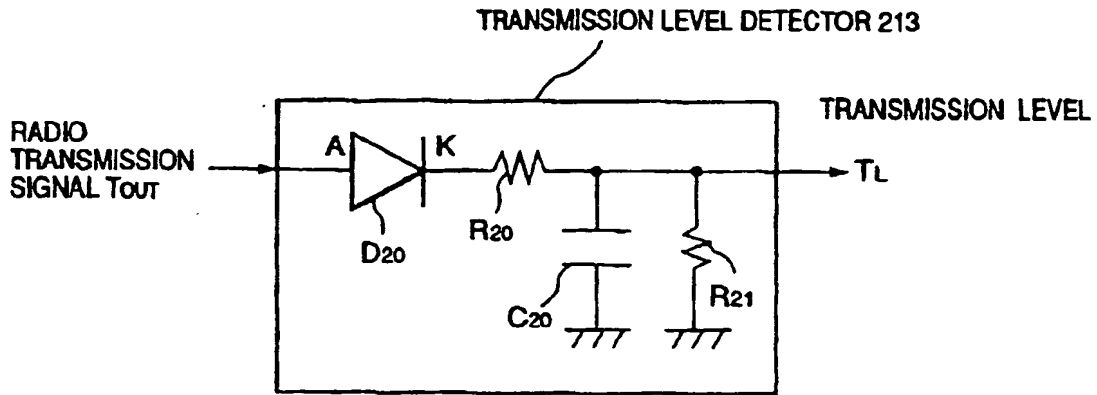 TRANSMISSION LEVEL DETECTOR 213
RADIO
TRANSMISSION
SIGNAL TOUT
TRANSMISSION LEVEL
A
K
TL
D20
R20
C20
R21